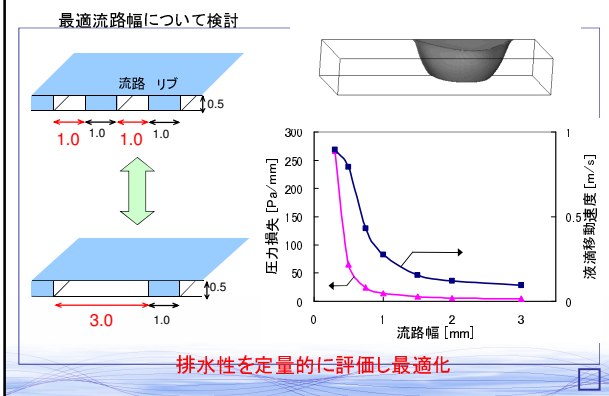 最適流路幅について検討
流路 リブ
0.5
1.0 1.0 1.0 1.0
0.5
3.0 1.0
圧力損失 [Pa/mm]
300
250
200
150
100
50
0
1
0.5
0
液滴移動速度 [m/s]
0 1 2 3
流路幅 [mm]
排水性を定量的に評価し最適化